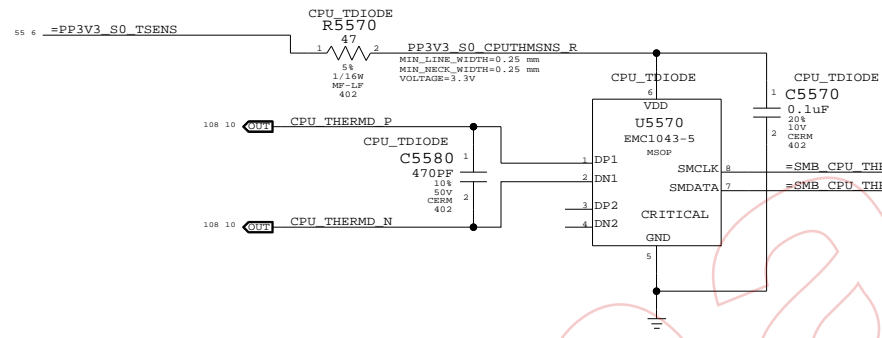 CPU_TDIODE
R5570
55 6 =PP3V3_S0_TSENS
47
1 2 PP3V3_S0_CPUTHMSNS_R
5%
1/16W
MF-LF
402
MIN_LINE_WIDTH=0.25 mm
MIN_NECK_WIDTH=0.25 mm
VOLTAGE=3.3V
CPU_TDIODE
6
VDD
U5570
EMC1043-5
MSOP
CPU_TDIODE
1 C5570
0.1uF
20%
10V
2 CERM
402
108 10 OUT CPU_THERMD_P
CPU_TDIODE
C5580 1
470PF
10%
50V
CERM 2
402
1 DP1
2 DN1
SMCLK 8
SMDATA 7
3 DP2
4 DN2
CRITICAL
GND
5
108 10 OUT CPU_THERMD_N